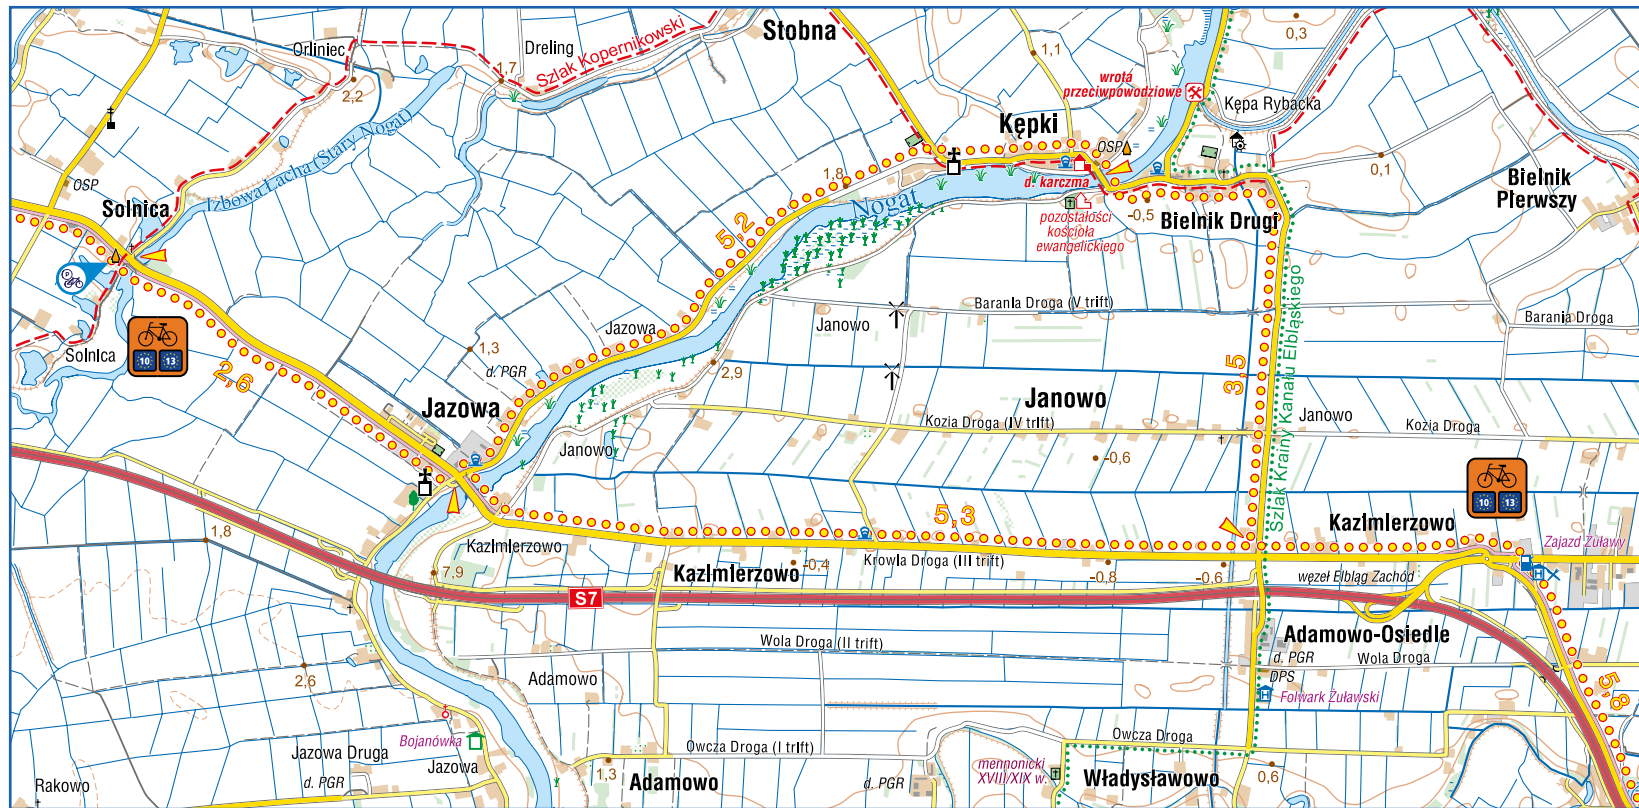 Stobna
Orliniec
Dreling
Szlak Kopernikowski
1,7
2,2
1,1
0,3
wrota
przeciwpowodziowe
Kępa Rybacka
Kępki
OSP
OSP
Izbowa Łacha (Stary Nogat)
Solnica
1,8
Nogat
d. karczma
0,1
Bielnik
Pierwszy
pozostałości
kościoła
ewangelickiego
-0,5
Bielnik Drugi
5,2
P
Solnica
10
13
2,6
Jazowa
1,3
d. PGR
Janowo
Barania Droga (V trift)
Barania Droga
2,9
3,5
Szlak Krainy Kanału Elbląskiego
Jazowa
Janowo
Kozia Droga (IV trift)
Janowo
Kozia Droga
Janowo
-0,6
10
13
5,3
Kazimierzowo
Zajazd Żuławy
H
1,8
Kazimierzowo
Krowia Droga (III trift)
7,9
Kazimierzowo
-0,4
-0,8
-0,6
węzeł Elbląg Zachód
S7
Wola Droga (II trift)
Adamowo-Osiedle
d. PGR
DPS
Wola Droga
2,6
Adamowo
H
Folwark Żuławski
5,8
Bojanówka
Jazowa Druga
d. PGR
Jazowa
Rakowo
Owcza Droga (I trift)
Owcza Droga
1,3
Adamowo
d. PGR
mennonicki
XVIII/XIX w.
Władysławowo
0,6